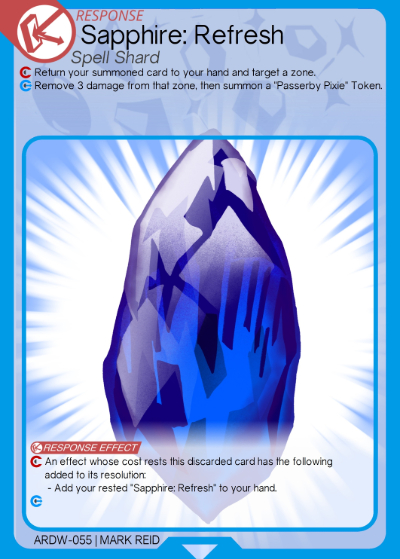 RESPONSE
Sapphire: Refresh
Spell Shard
C Return your summoned card to your hand and target a zone.
C Remove 3 damage from that zone, then summon a "Passerby Pixie" Token.
RESPONSE EFFECT
C An effect whose cost rests this discarded card has the following
added to its resolution:
- Add your rested "Sapphire: Refresh" to your hand.
ARDW-055 | MARK REID